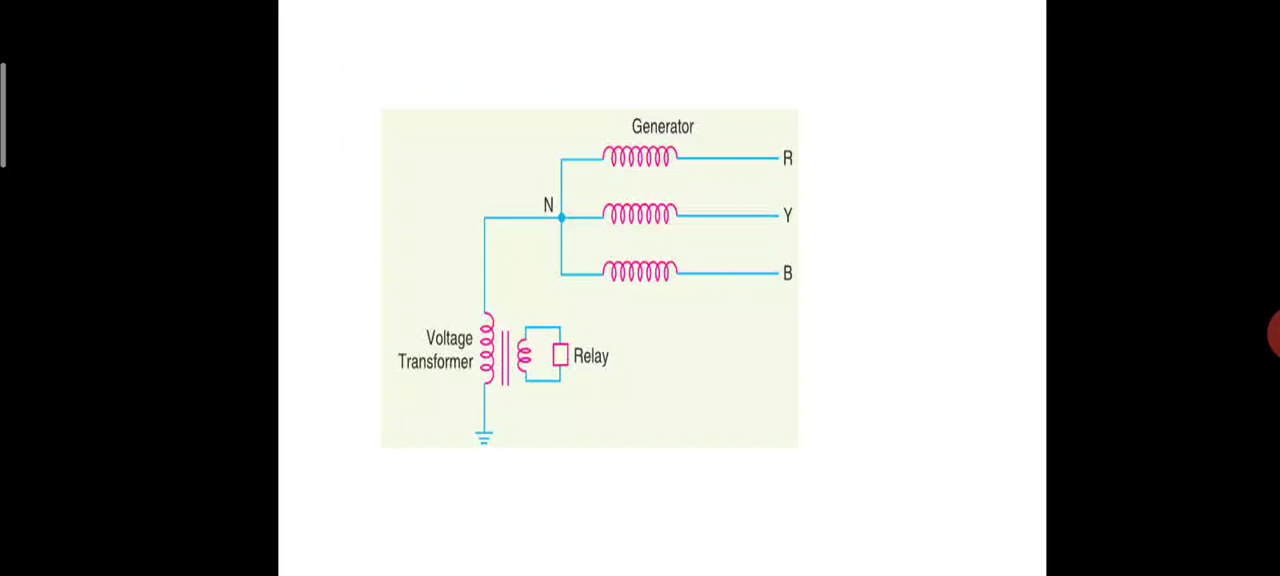 Generator
R
N
Y
B
Voltage
Transformer
Relay